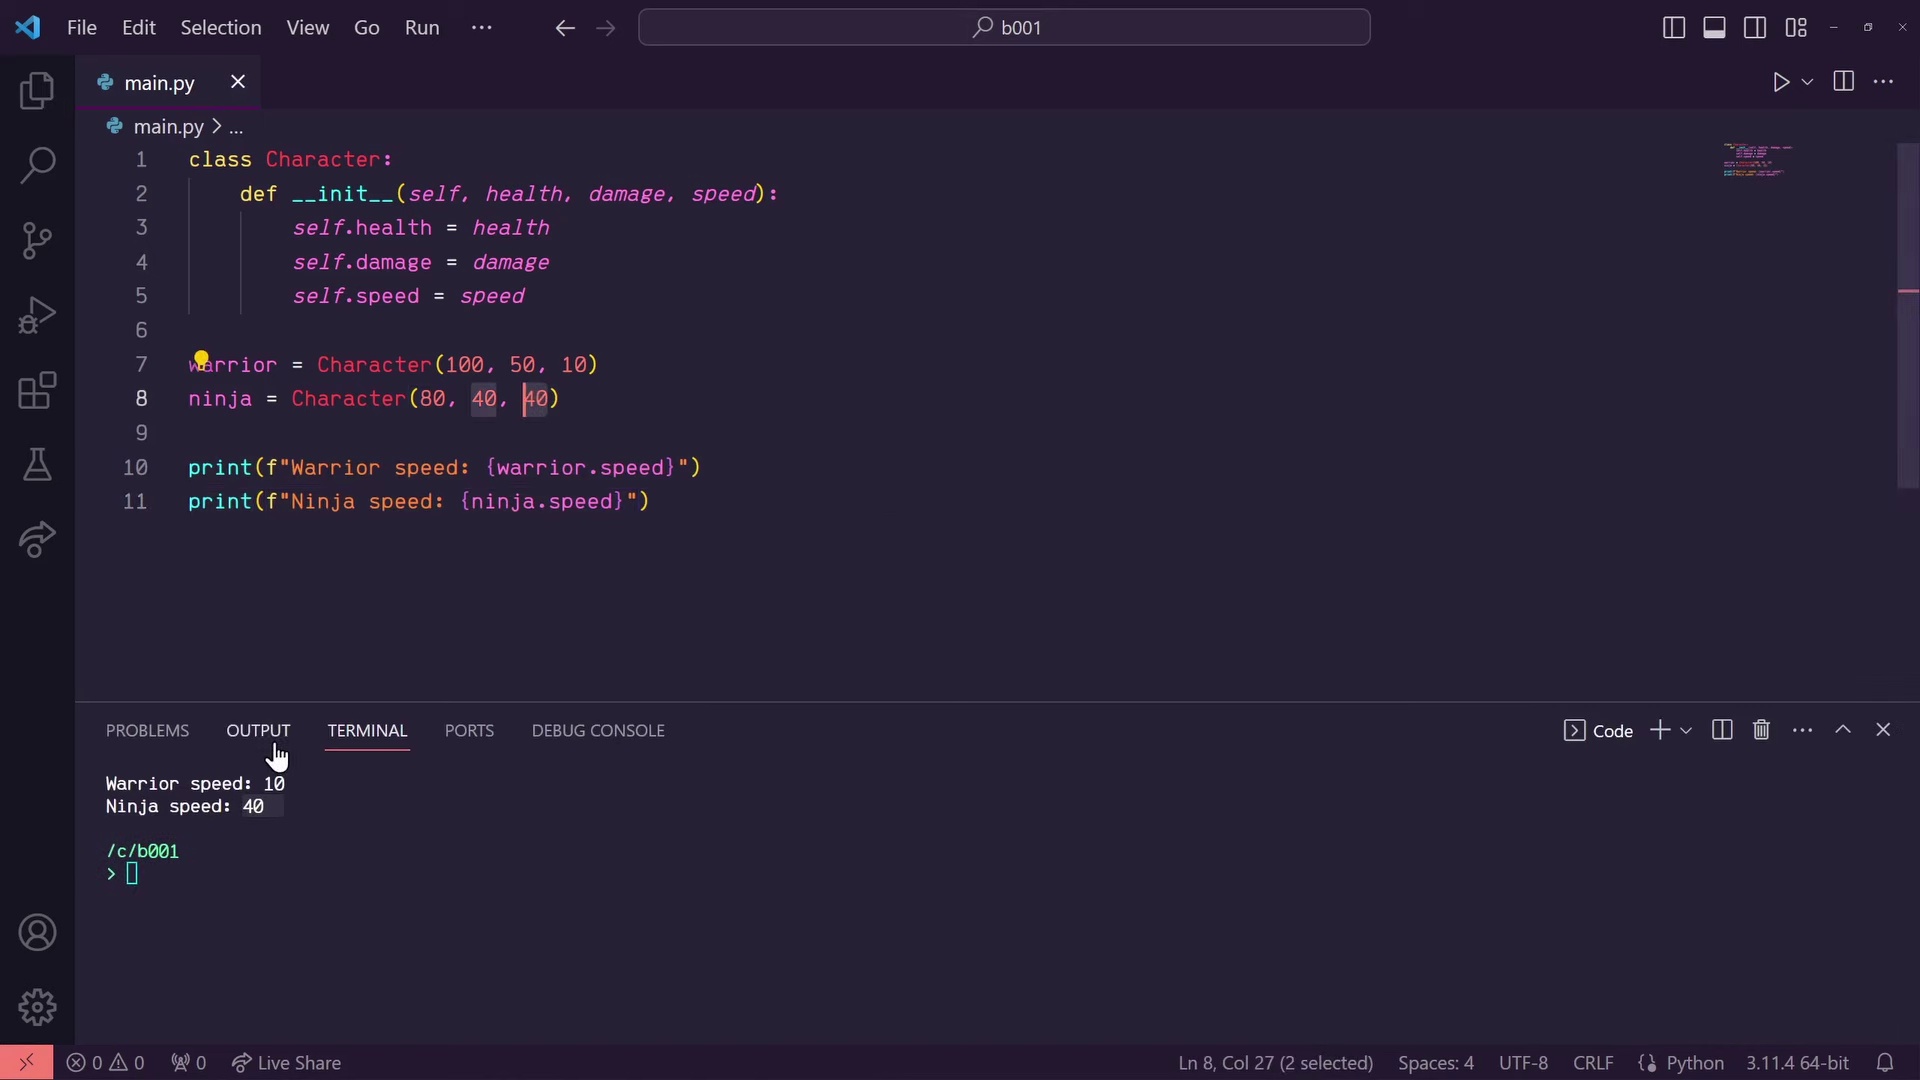 File Edit Selection View Go Run ...
b001
main.py
main.py > ...
1 class Character:
2     def __init__(self, health, damage, speed):
3         self.health = health
4         self.damage = damage
5         self.speed = speed
6
7 warrior = Character(100, 50, 10)
8 ninja = Character(80, 40, 40)
9
10 print(f"Warrior speed: {warrior.speed}")
11 print(f"Ninja speed: {ninja.speed}")
PROBLEMS OUTPUT TERMINAL PORTS DEBUG CONSOLE Code
Warrior speed: 10
Ninja speed: 40
/c/b001
>
0 0 0 Live Share Ln 8, Col 27 (2 selected) Spaces: 4 UTF-8 CRLF {} Python 3.11.4 64-bit